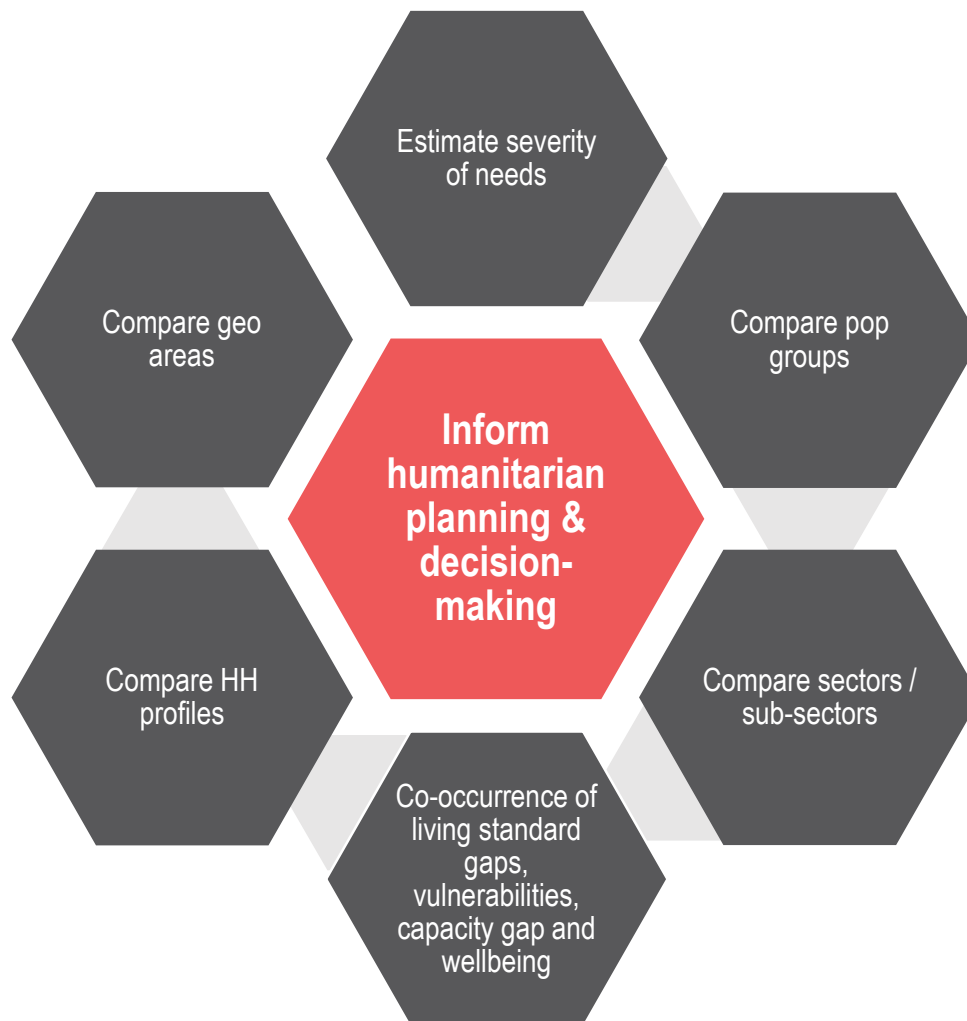 Estimate severity
of needs
Compare geo
areas
Compare pop
groups
Inform
humanitarian
planning &
decision-
making
Compare HH
profiles
Compare sectors /
sub-sectors
Co-occurrence of
living standard
gaps,
vulnerabilities,
capacity gap and
wellbeing